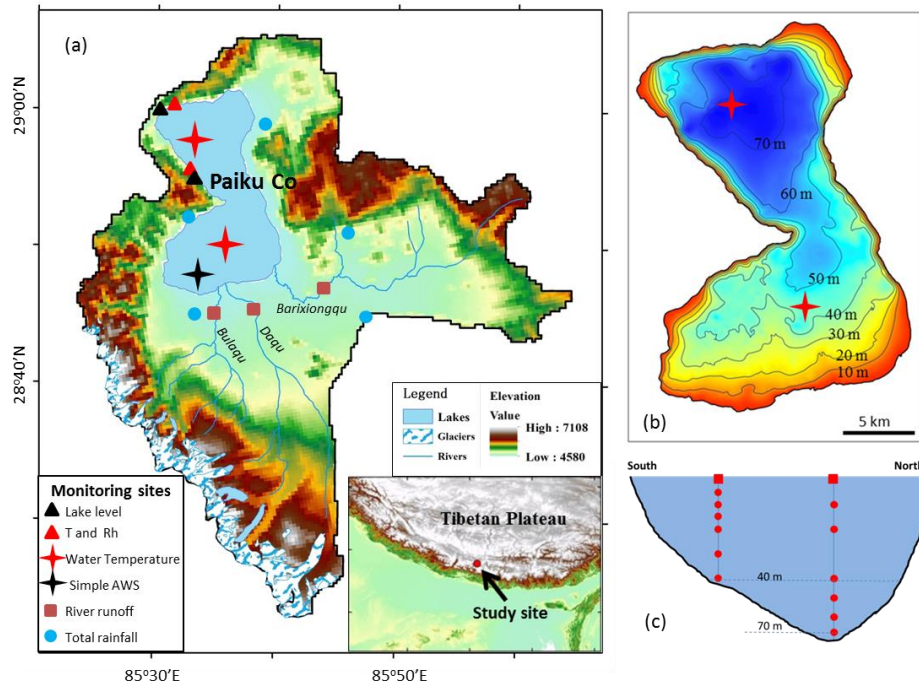 (a)
29°00'N
28°40'N
85°30'E
85°50'E
Paiku Co
Barixiongqu
Bulaqu
Daqu
Legend
Lakes
Glaciers
Rivers
Elevation
Value
High : 7108
Low : 4580
Monitoring sites
Lake level
T and Rh
Water Temperature
Simple AWS
River runoff
Total rainfall
Tibetan Plateau
Study site
70 m
60 m
50 m
40 m
30 m
20 m
10 m
(b)
5 km
South
North
40 m
70 m
(c)